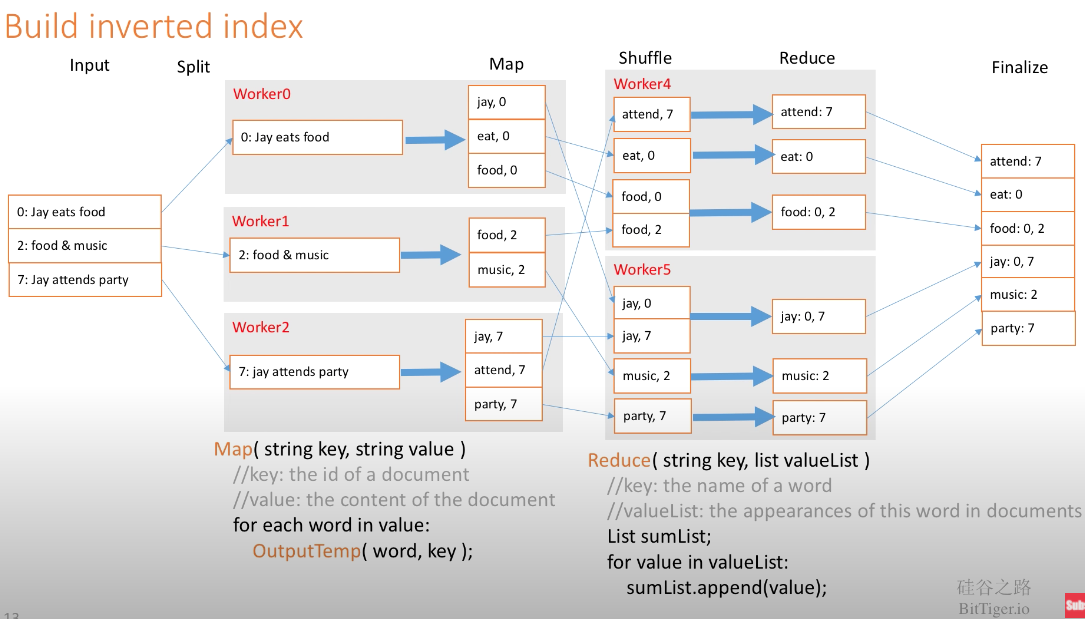 Build inverted index
Input
Split
Map
Shuffle
Reduce
Finalize
0: Jay eats food
2: food & music
7: Jay attends party
Worker0
0: Jay eats food
jay, 0
eat, 0
food, 0
Worker1
2: food & music
food, 2
music, 2
Worker2
7: jay attends party
jay, 7
attend, 7
party, 7
Worker4
attend, 7
eat, 0
food, 0
food, 2
attend: 7
eat: 0
food: 0, 2
Worker5
jay, 0
jay, 7
music, 2
party, 7
jay: 0, 7
music: 2
party: 7
attend: 7
eat: 0
food: 0, 2
jay: 0, 7
music: 2
party: 7
Map( string key, string value )
//key: the id of a document
//value: the content of the document
for each word in value:
OutputTemp( word, key );
Reduce( string key, list valueList )
//key: the name of a word
//valueList: the appearances of this word in documents
List sumList;
for value in valueList:
sumList.append(value);
硅谷之路
BitTiger.io
13